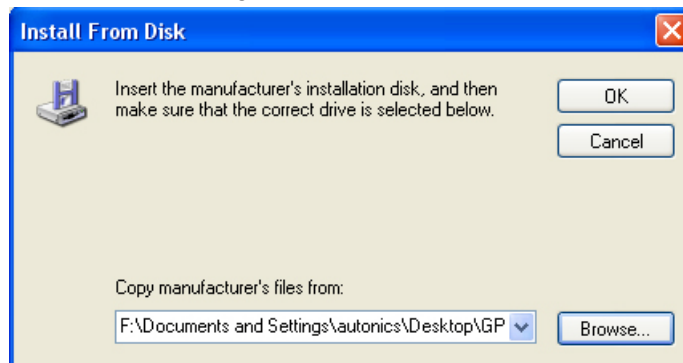 Install From Disk
Insert the manufacturer's installation disk, and then
make sure that the correct drive is selected below.
OK
Cancel
Copy manufacturer's files from:
F:\Documents and Settings\autonics\Desktop\GP
Browse...